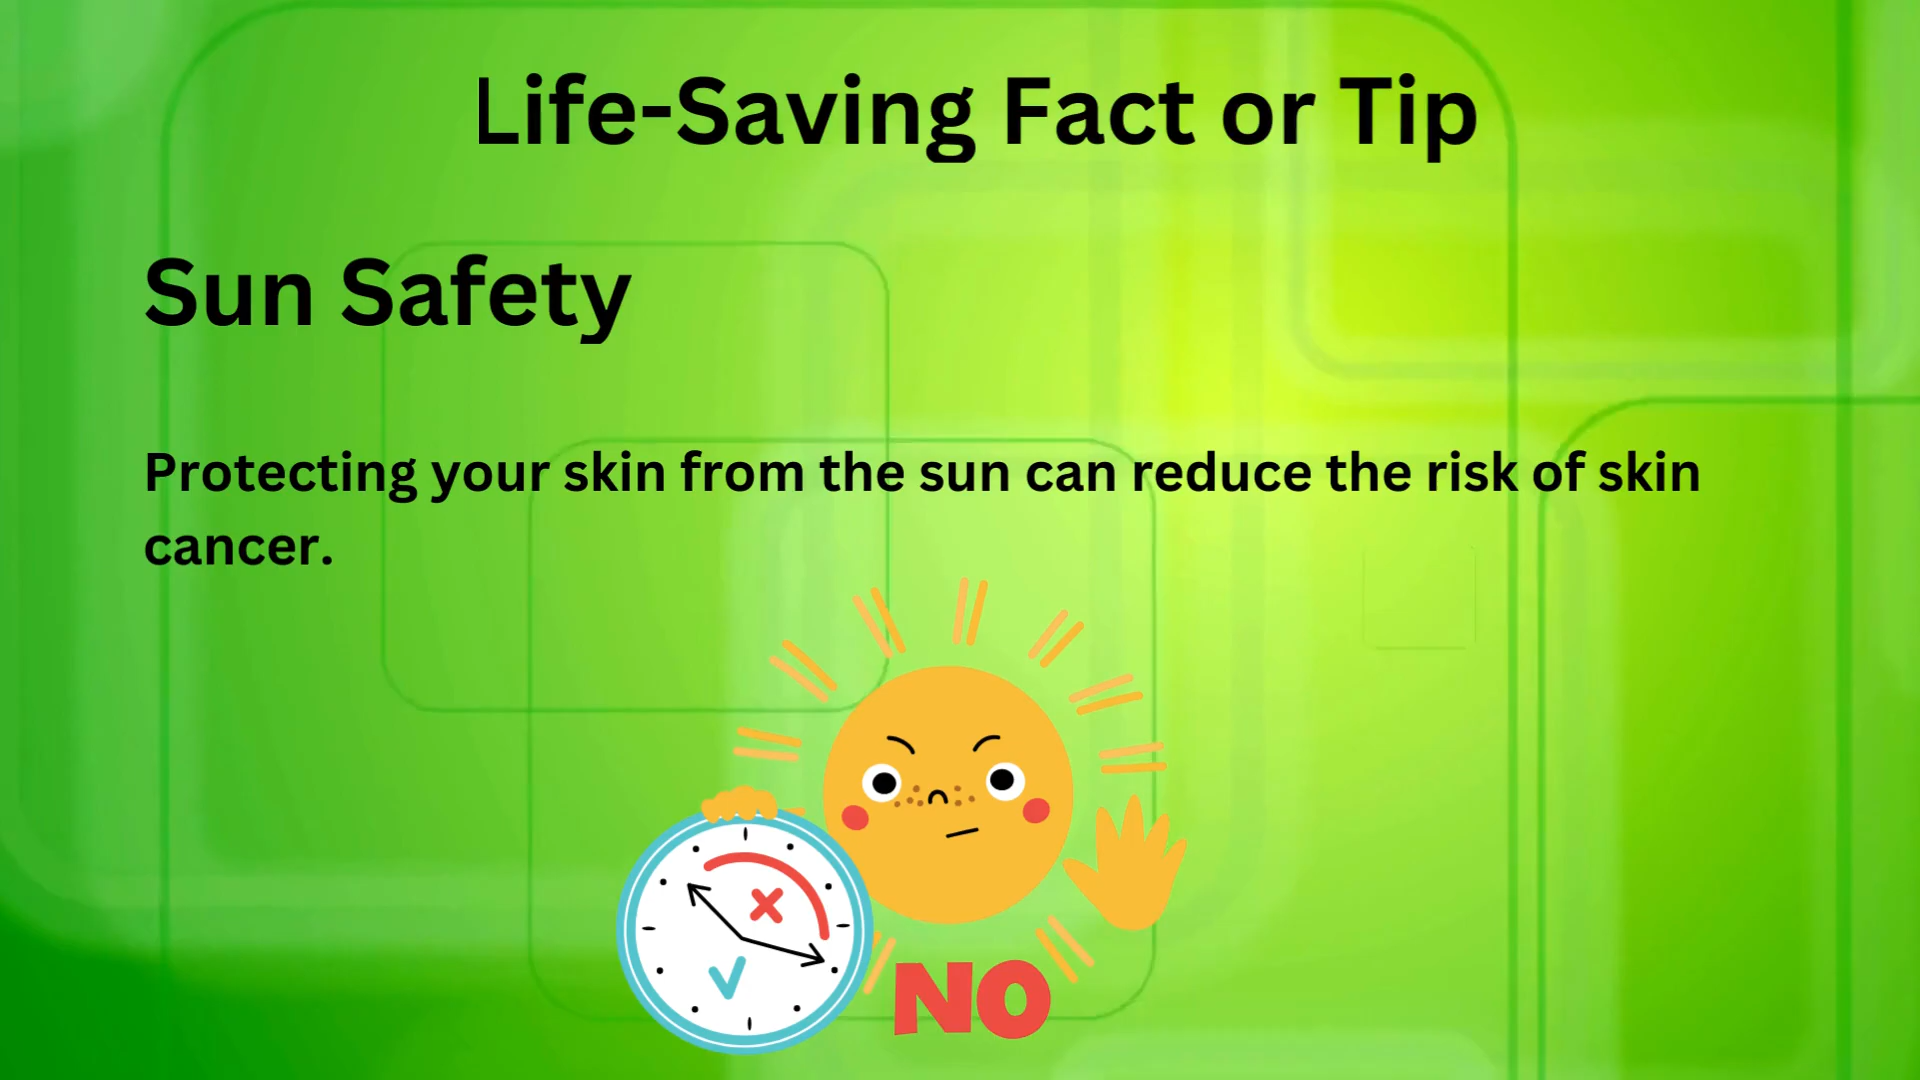 Life-Saving Fact or Tip
Sun Safety
Protecting your skin from the sun can reduce the risk of skin
cancer.
NO